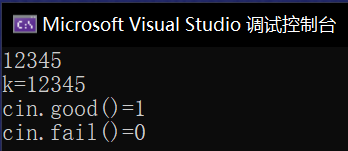 C:\ Microsoft Visual Studio 调试控制台
12345
k=12345
cin.good()=1
cin.fail()=0